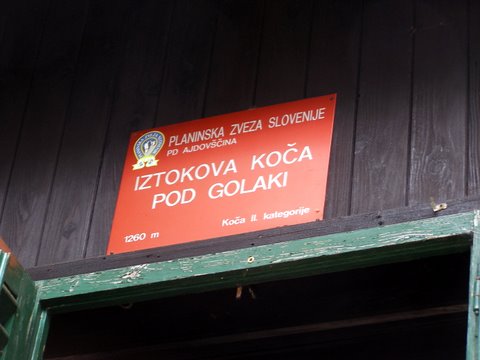 PLANINSKA ZVEZA SLOVENIJE
PD AJDOVŠČINA
IZTOKOVA KOČA
POD GOLAKI
Koča II. kategorije
1260 m